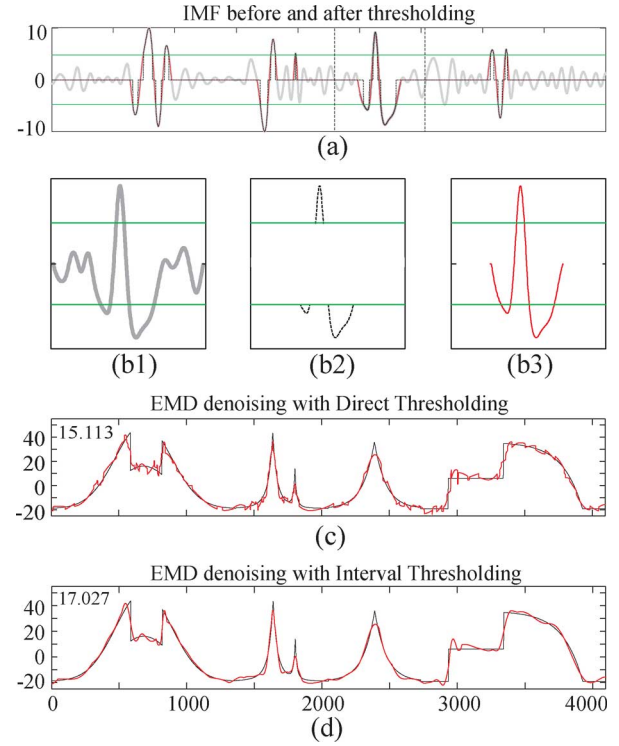 IMF before and after thresholding
10
0
-10
(a)
(b1) (b2) (b3)
EMD denoising with Direct Thresholding
15.113
40
20
0
-20
(c)
EMD denoising with Interval Thresholding
17.027
40
20
0
-20
0 1000 2000 3000 4000
(d)